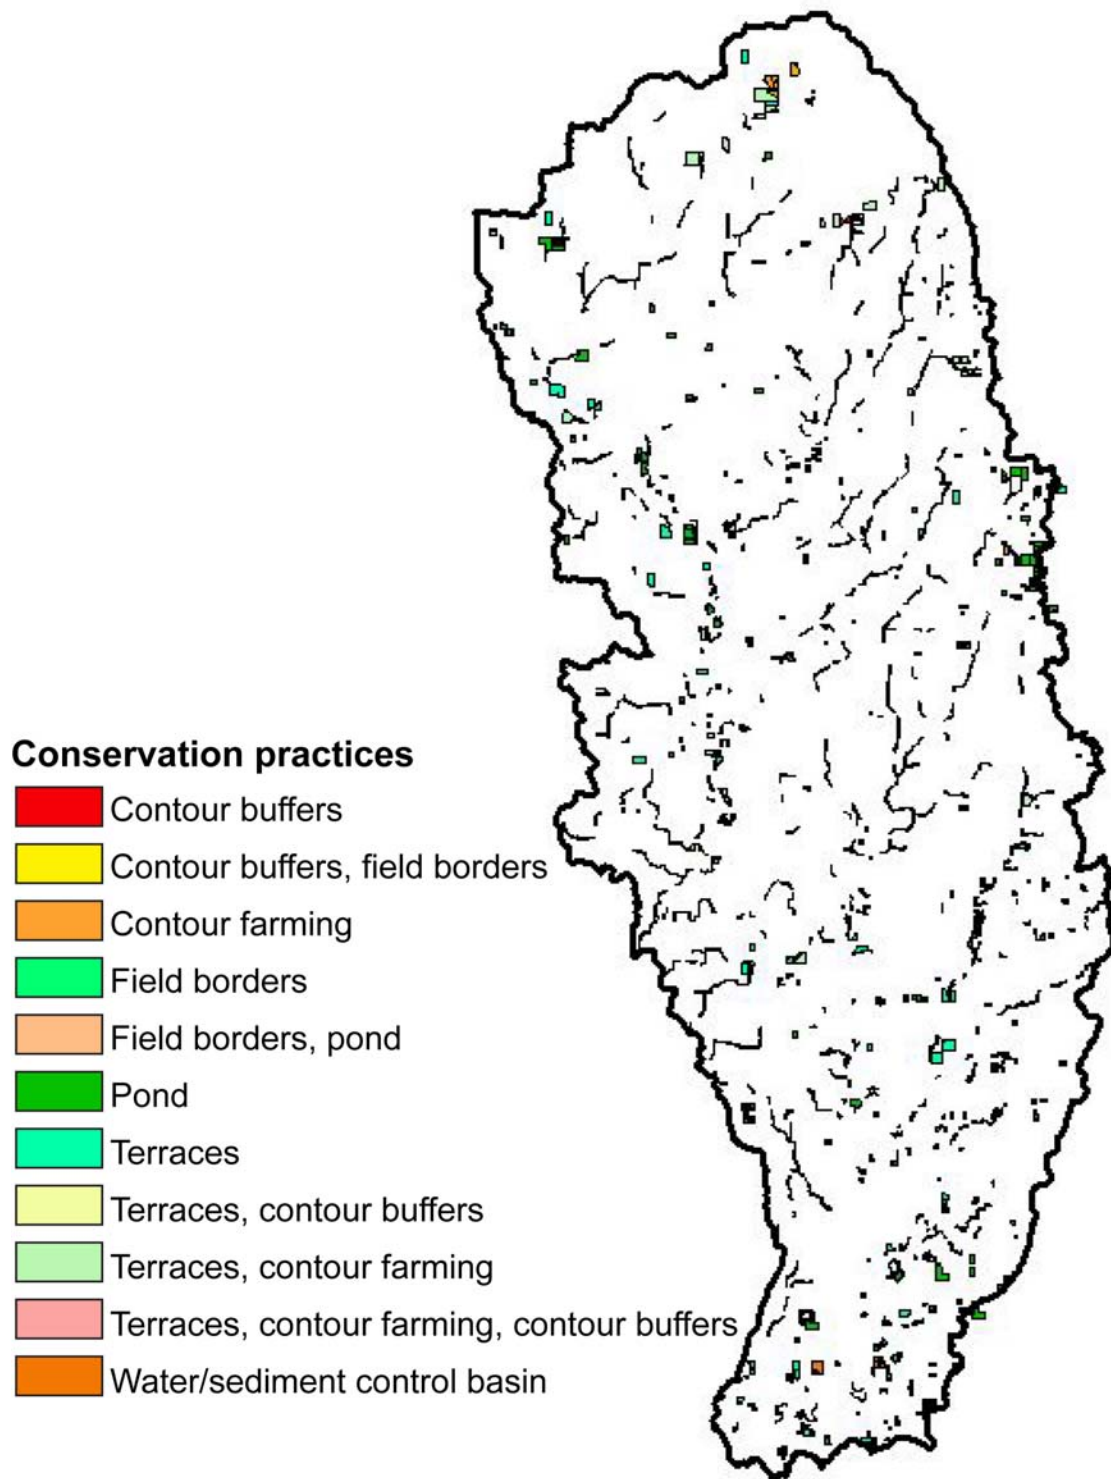 Conservation practices
Contour buffers
Contour buffers, field borders
Contour farming
Field borders
Field borders, pond
Pond
Terraces
Terraces, contour buffers
Terraces, contour farming
Terraces, contour farming, contour buffers
Water/sediment control basin